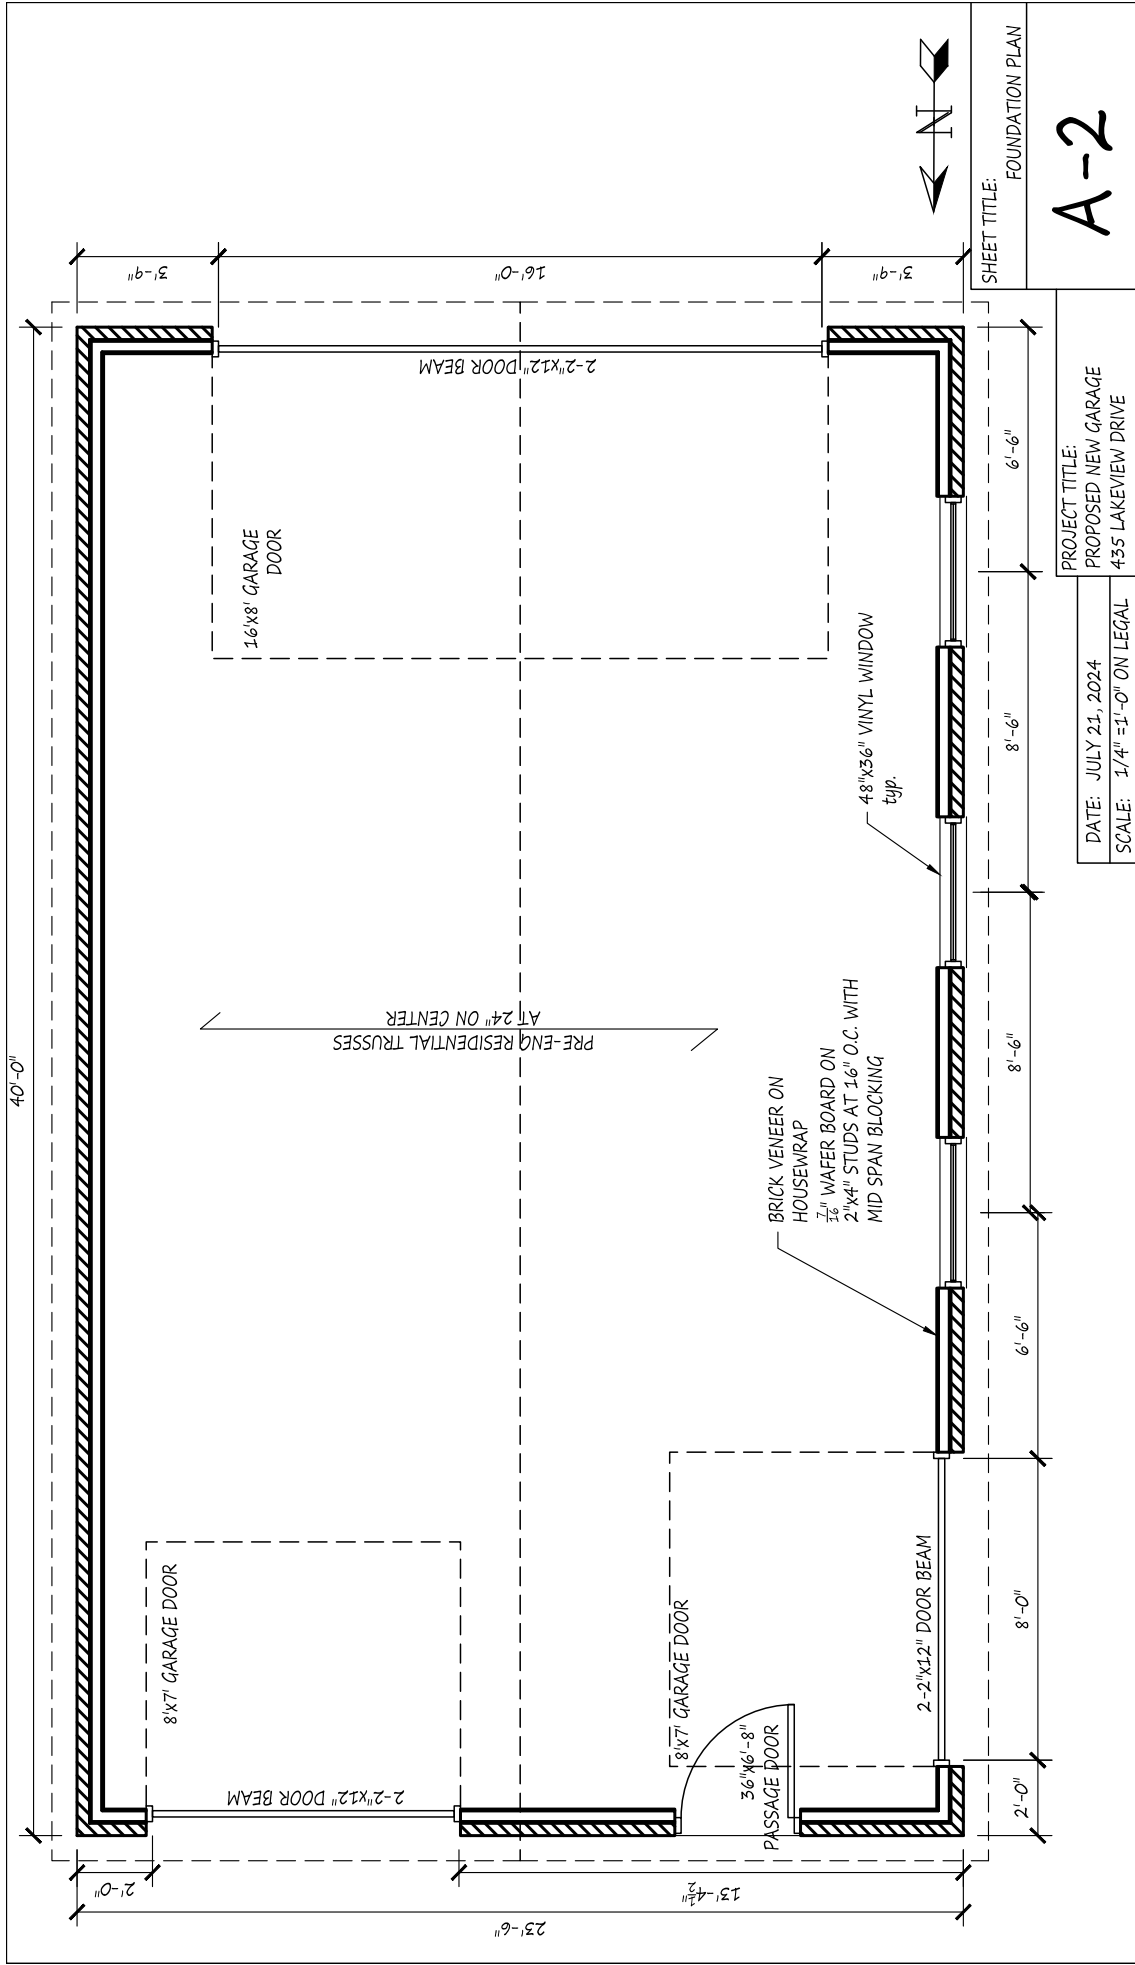 40'-0"
3'-9"
16'-0"
3'-9"
N
2-2"x12" DOOR BEAM
16'x8' GARAGE
DOOR
6'-6"
8'-6"
8'-6"
6'-6"
8'-0"
2'-0"
48"x36" VINYL WINDOW
typ.
PRE-ENG RESIDENTIAL TRUSSES
AT 24" ON CENTER
BRICK VENEER ON
HOUSEWRAP
7/16" WAFER BOARD ON
2"x4" STUDS AT 16" O.C. WITH
MID SPAN BLOCKING
8'x7' GARAGE DOOR
2-2"x12" DOOR BEAM
8'x7' GARAGE DOOR
2-2"x12" DOOR BEAM
36"x6'-8"
PASSAGE DOOR
2'-0"
13'-4 1/2"
23'-6"
DATE: JULY 21, 2024
SCALE: 1/4" =1'-0" ON LEGAL
PROJECT TITLE:
PROPOSED NEW GARAGE
435 LAKEVIEW DRIVE
SHEET TITLE:
FOUNDATION PLAN
A-2